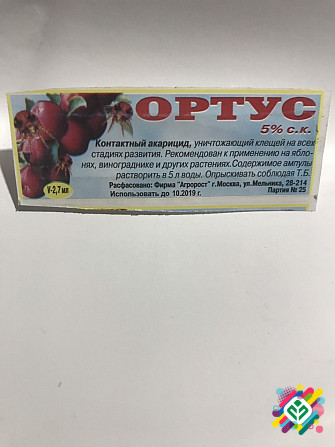 ОРТУС
5% с.к.
Контактный акарицид, уничтожающий клещей на всех
стадиях развития. Рекомендован к применению на ябло-
нях, винограднике и других растениях.Содержимое ампулы
растворить в 5 л воды. Опрыскивать соблюдая Т.Б.
Расфасовано: Фирма "Агророст" г.Москва, ул.Мельника, 28-214
V-2,7 мл
Использовать до 10.2019 г.
Партия № 25